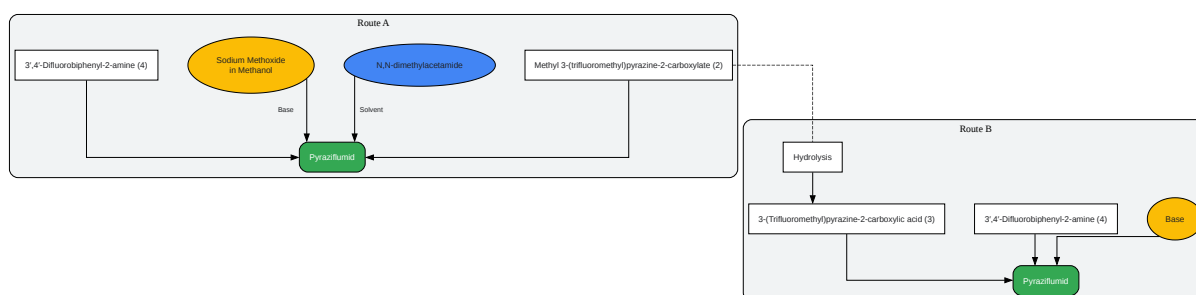 Route A
3',4'-Difluorobiphenyl-2-amine (4)
Sodium Methoxide
in Methanol
N,N-dimethylacetamide
Methyl 3-(trifluoromethyl)pyrazine-2-carboxylate (2)
Base
Solvent
Pyraziflumid
Route B
Hydrolysis
3-(Trifluoromethyl)pyrazine-2-carboxylic acid (3)
3',4'-Difluorobiphenyl-2-amine (4)
Base
Pyraziflumid